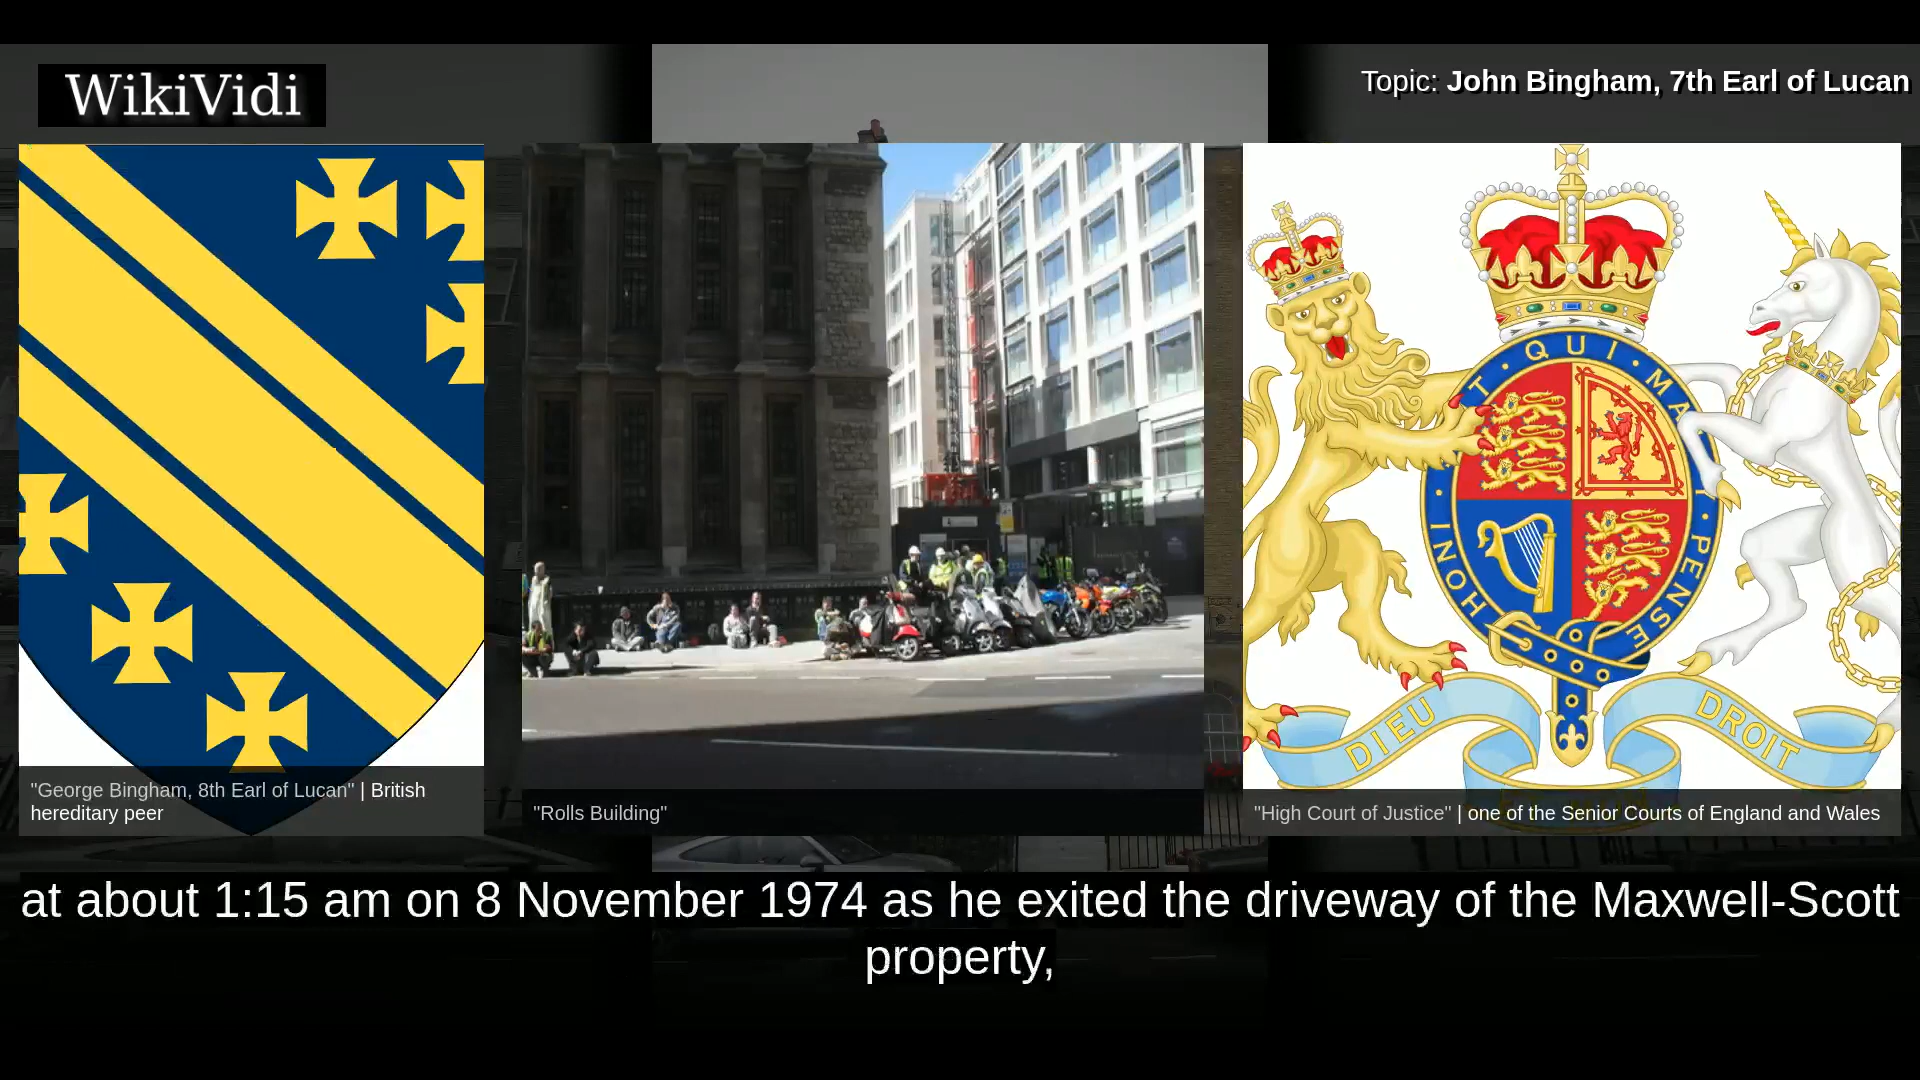 WikiVidi
Topic: John Bingham, 7th Earl of Lucan
T · QUI · MA
HONI
I · PENSE
DIEU
DROIT
"George Bingham, 8th Earl of Lucan" | British
hereditary peer
"Rolls Building"
"High Court of Justice" | one of the Senior Courts of England and Wales
at about 1:15 am on 8 November 1974 as he exited the driveway of the Maxwell-Scott
property,